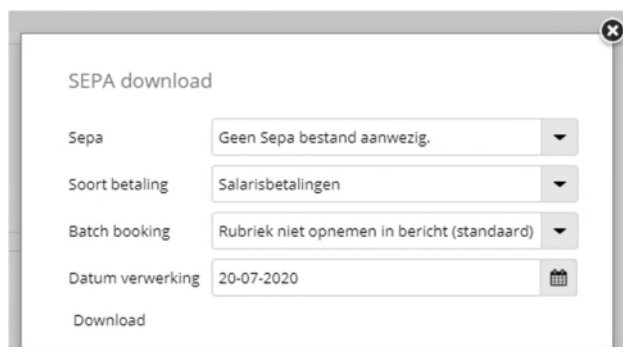 SEPA download
Sepa Geen Sepa bestand aanwezig.
Soort betaling Salarisbetalingen
Batch booking Rubriek niet opnemen in bericht (standaard)
Datum verwerking 20-07-2020
Download